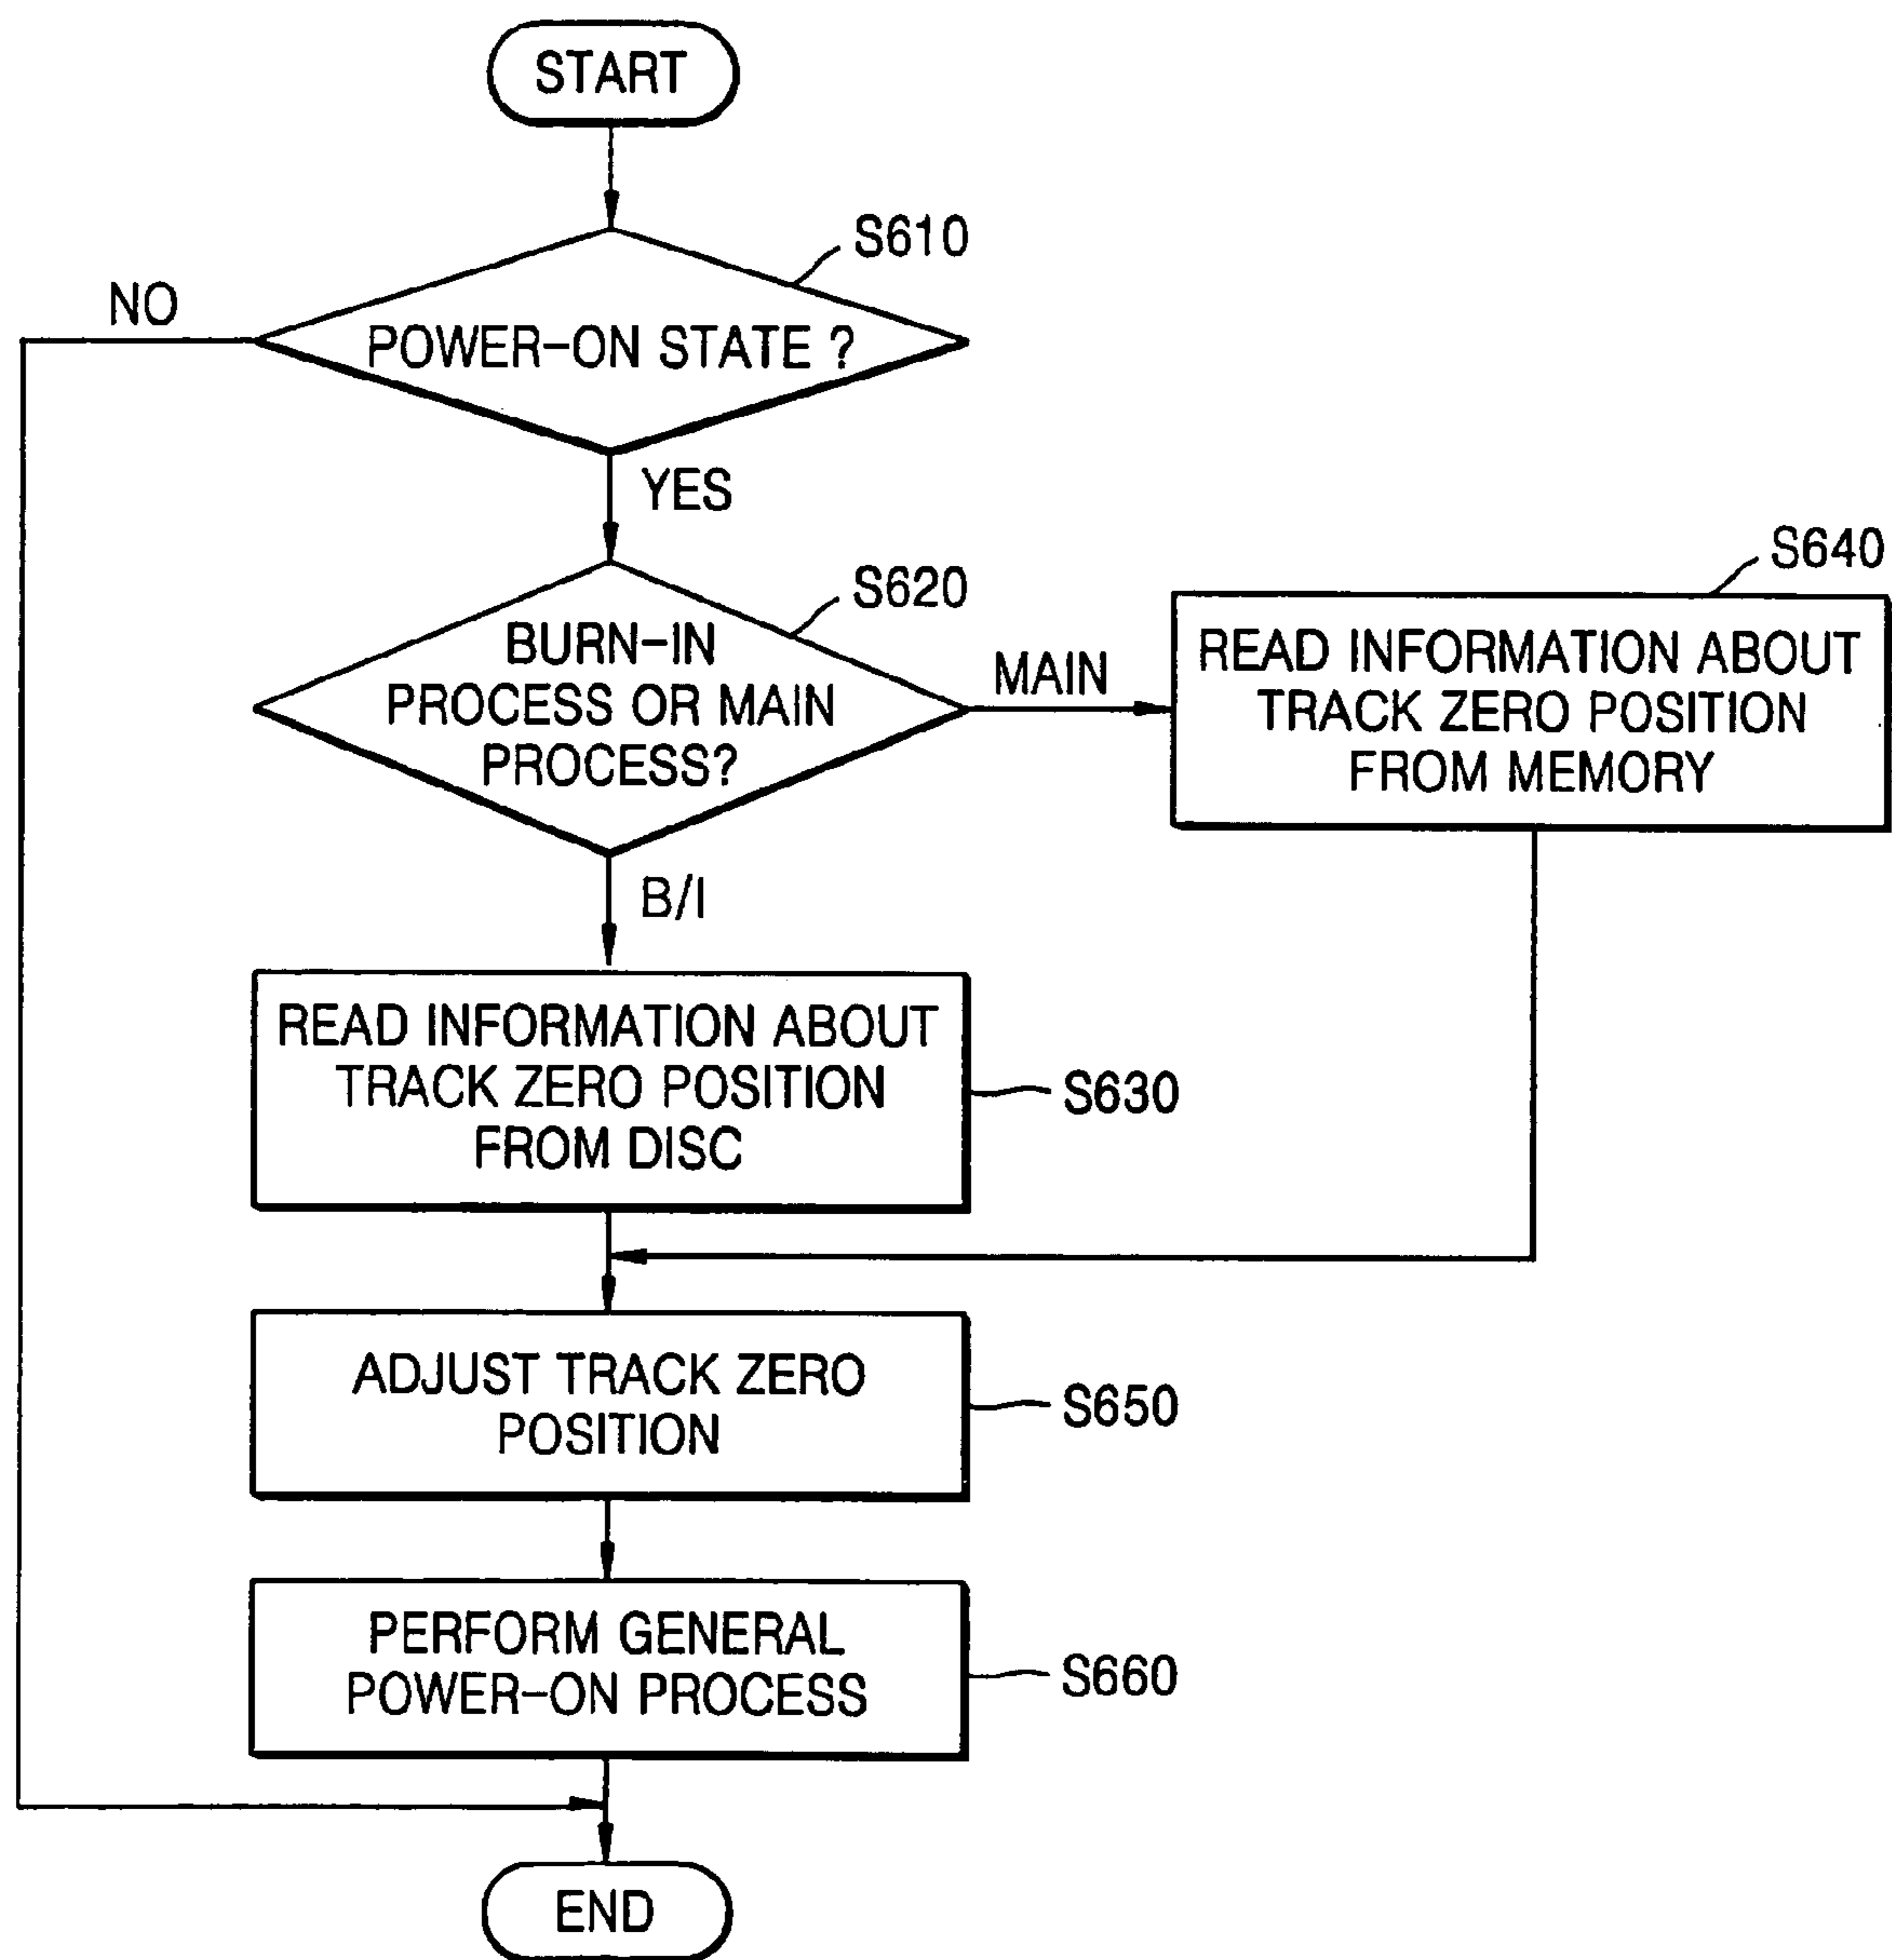 START
S610
NO
POWER-ON STATE ?
YES
S620
S640
BURN-IN
PROCESS OR MAIN
PROCESS?
MAIN
READ INFORMATION ABOUT
TRACK ZERO POSITION
FROM MEMORY
B/I
READ INFORMATION ABOUT
TRACK ZERO POSITION
FROM DISC
S630
ADJUST TRACK ZERO
POSITION
S650
PERFORM GENERAL
POWER-ON PROCESS
S660
END